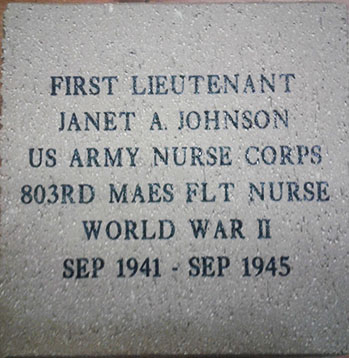 FIRST LIEUTENANT
JANET A. JOHNSON
US ARMY NURSE CORPS
803RD MAES FLT NURSE
WORLD WAR II
SEP 1941 - SEP 1945